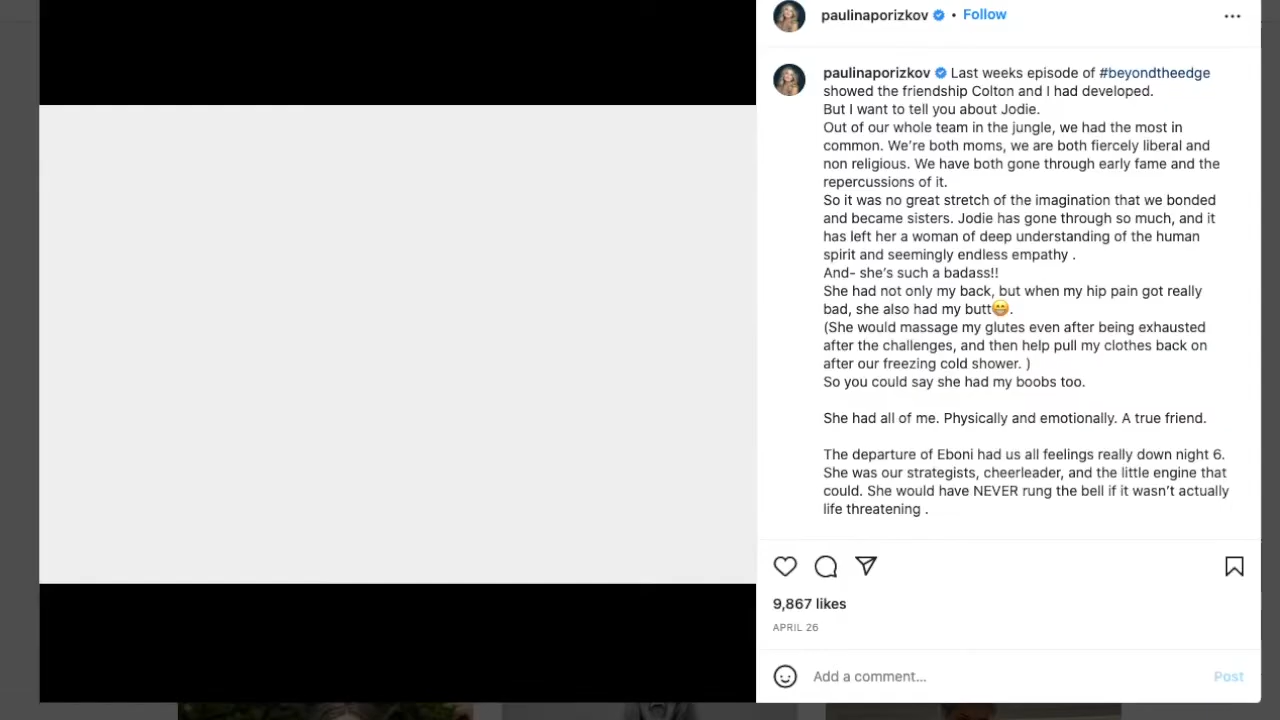 paulinaporizkov • Follow
paulinaporizkov Last weeks episode of #beyondtheedge
showed the friendship Colton and I had developed.
But I want to tell you about Jodie.
Out of our whole team in the jungle, we had the most in
common. We're both moms, we are both fiercely liberal and
non religious. We have both gone through early fame and the
repercussions of it.
So it was no great stretch of the imagination that we bonded
and became sisters. Jodie has gone through so much, and it
has left her a woman of deep understanding of the human
spirit and seemingly endless empathy .
And- she's such a badass!!
She had not only my back, but when my hip pain got really
bad, she also had my butt😄.
(She would massage my glutes even after being exhausted
after the challenges, and then help pull my clothes back on
after our freezing cold shower. )
So you could say she had my boobs too.
She had all of me. Physically and emotionally. A true friend.
The departure of Eboni had us all feelings really down night 6.
She was our strategists, cheerleader, and the little engine that
could. She would have NEVER rung the bell if it wasn't actually
life threatening .
9,867 likes
APRIL 26
Add a comment...
Post